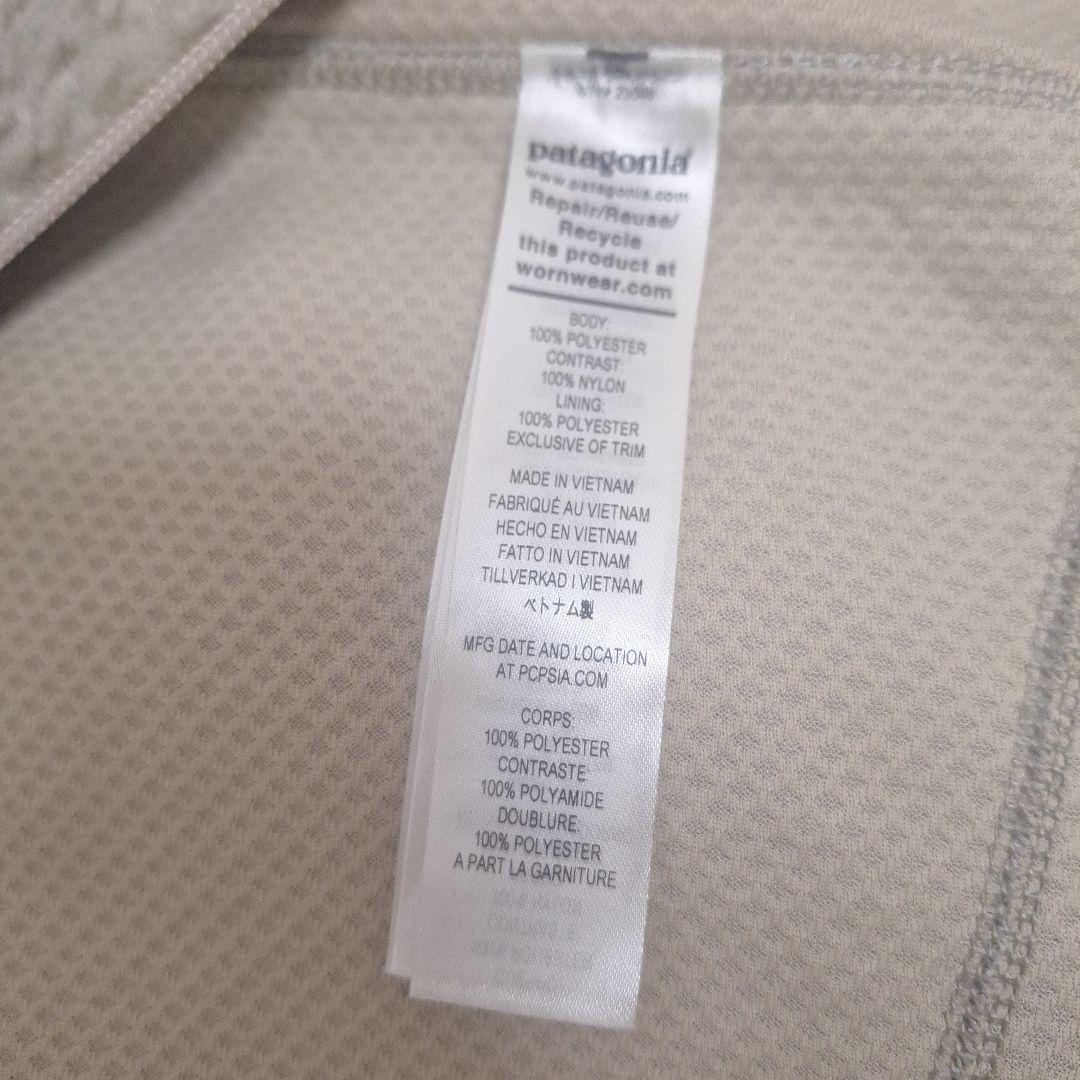 patagonia
www.patagonia.com
Repair/Reuse/
Recycle
this product at
wornwear.com
BODY:
100% POLYESTER
CONTRAST:
100% NYLON
LINING:
100% POLYESTER
EXCLUSIVE OF TRIM
MADE IN VIETNAM
FABRIQUÉ AU VIETNAM
HECHO EN VIETNAM
FATTO IN VIETNAM
TILLVERKAD I VIETNAM
ベトナム製
MFG DATE AND LOCATION
AT PCPSIA.COM
CORPS:
100% POLYESTER
CONTRASTE:
100% POLYAMIDE
DOUBLURE:
100% POLYESTER
A PART LA GARNITURE